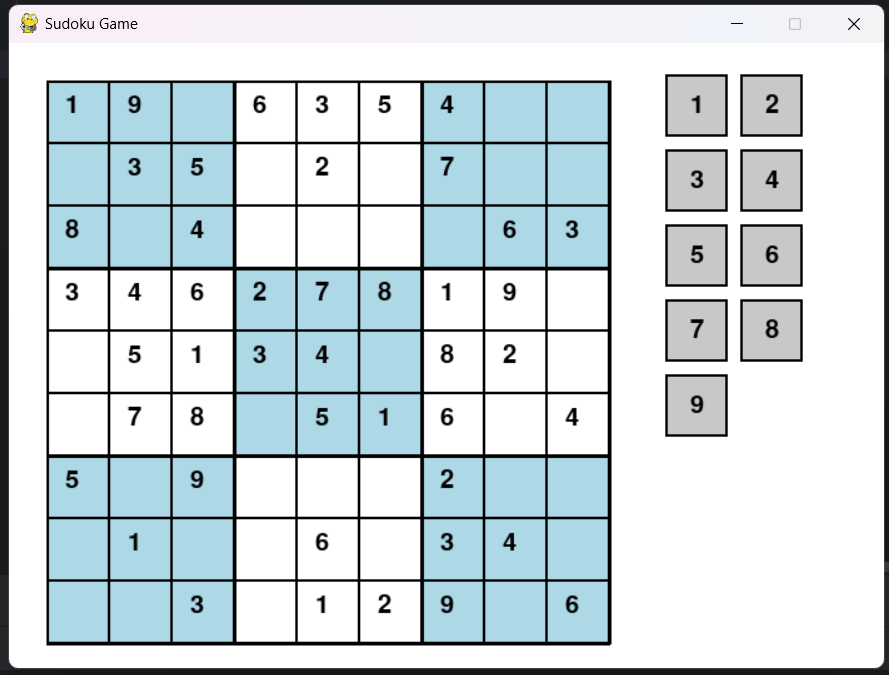 Sudoku Game
1 9 6 3 5 4
3 5 2 7
8 4 6 3
3 4 6 2 7 8 1 9
5 1 3 4 8 2
7 8 5 1 6 4
5 9 2
1 6 3 4
3 1 2 9 6
1 2
3 4
5 6
7 8
9